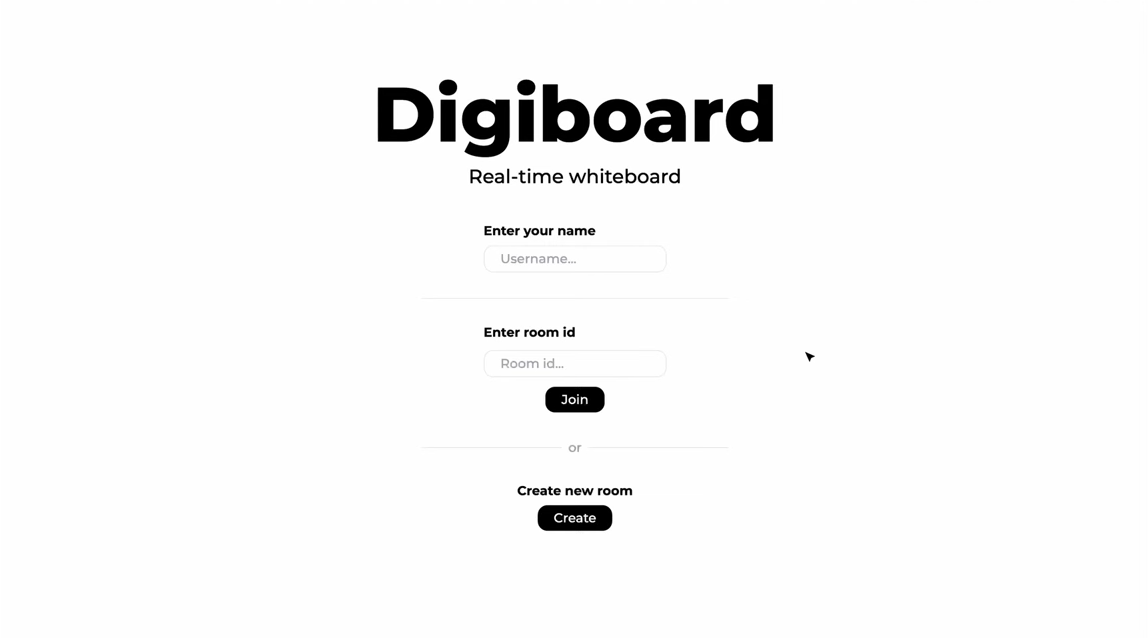 Digiboard
Real-time whiteboard
Enter your name
Username...
Enter room id
Room id...
Join
or
Create new room
Create